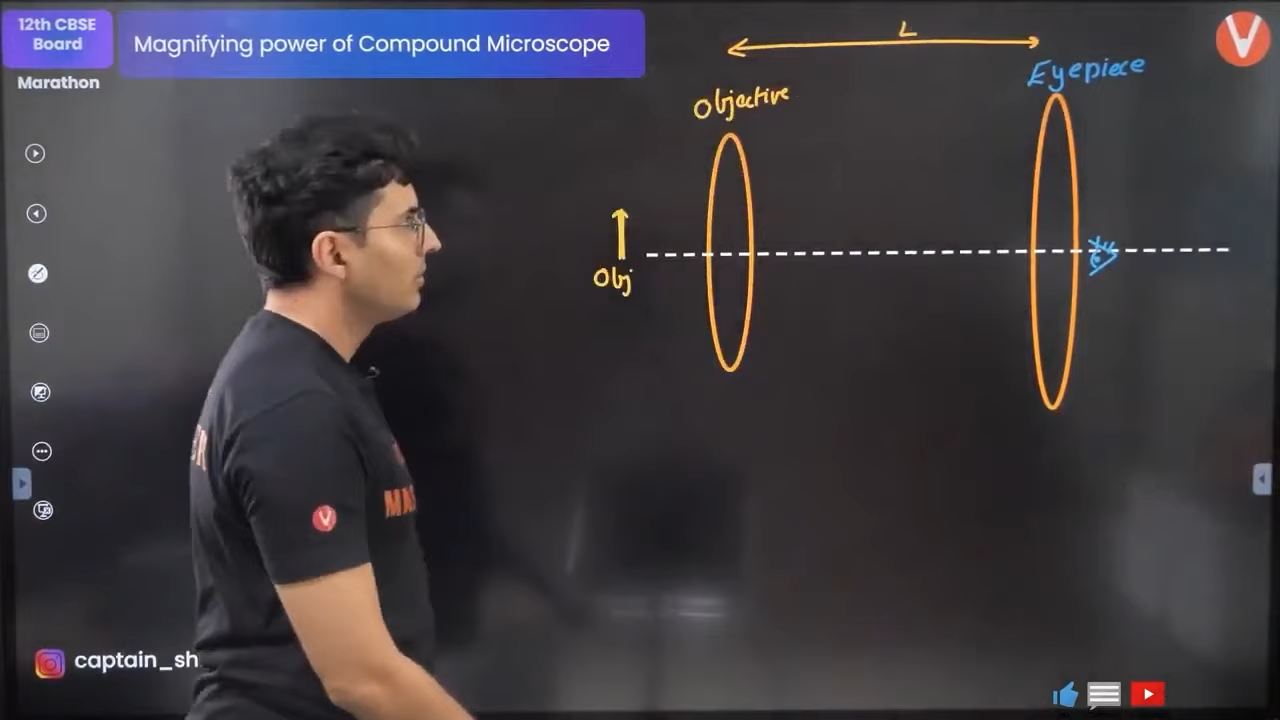 12th CBSE
Board
Marathon
Magnifying power of Compound Microscope
L
Objective
Eyepiece
Obj
captain_sh